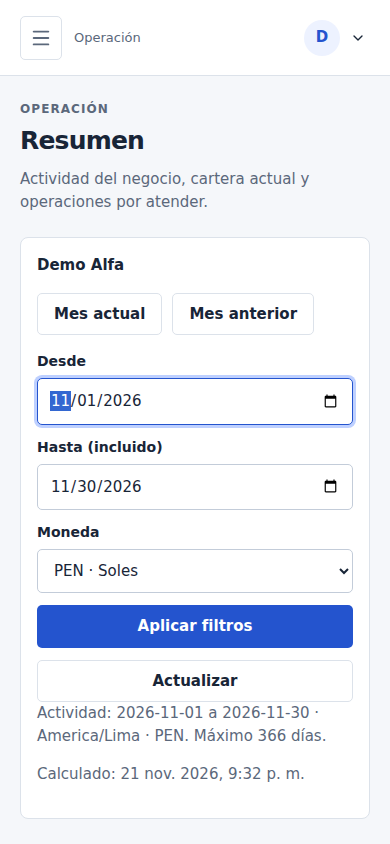 Operación
D
OPERACIÓN
Resumen
Actividad del negocio, cartera actual y
operaciones por atender.
Demo Alfa
Mes actual
Mes anterior
Desde
11/01/2026
Hasta (incluido)
11/30/2026
Moneda
PEN · Soles
Aplicar filtros
Actualizar
Actividad: 2026-11-01 a 2026-11-30 ·
America/Lima · PEN. Máximo 366 días.
Calculado: 21 nov. 2026, 9:32 p. m.